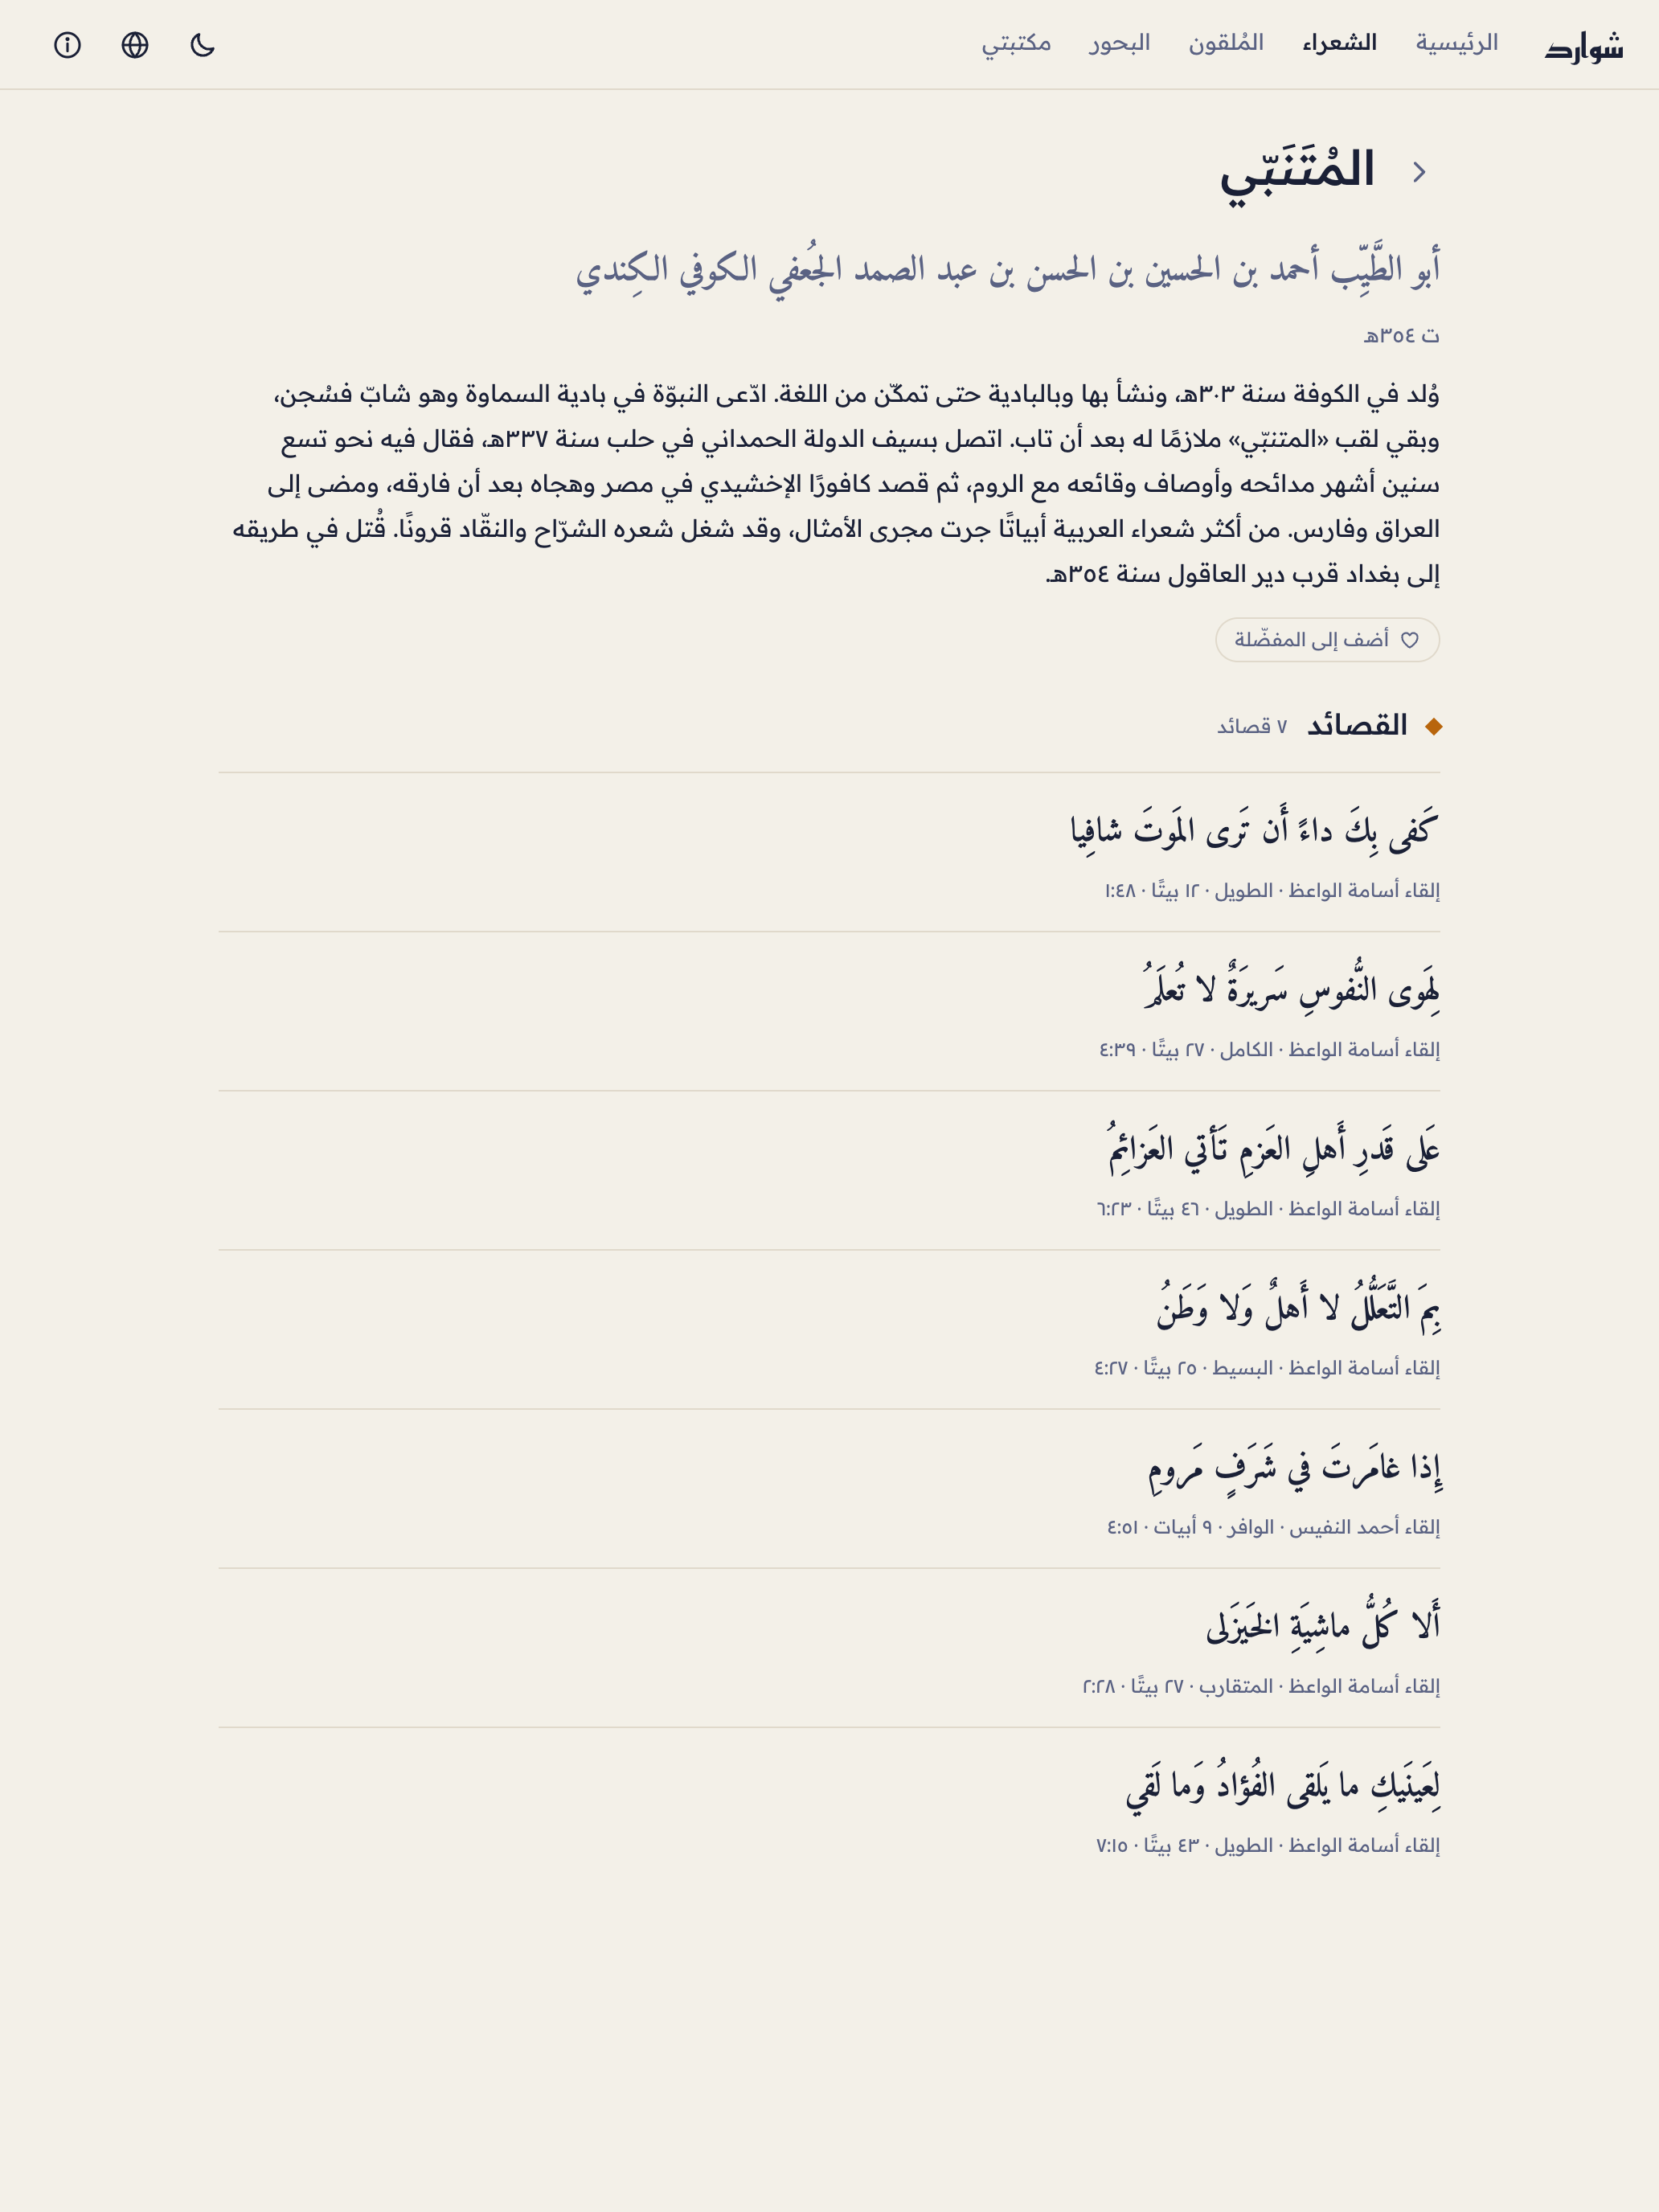 شوارد
الرئيسية الشعراء المُلقون البحور مكتبتي
المُتَنَبّي
أبو الطَّيِّب أحمد بن الحسين بن الحسن بن عبد الصمد الجُعفي الكوفي الكِندي
ت ٣٥٤هـ
وُلد في الكوفة سنة ٣٠٣هـ، ونشأ بها وبالبادية حتى تمكّن من اللغة. ادّعى النبوّة في بادية السماوة وهو شابّ فسُجن،
وبقي لقب «المتنبّي» ملازمًا له بعد أن تاب. اتصل بسيف الدولة الحمداني في حلب سنة ٣٣٧هـ، فقال فيه نحو تسع
سنين أشهر مدائحه وأوصاف وقائعه مع الروم، ثم قصد كافورًا الإخشيدي في مصر وهجاه بعد أن فارقه، ومضى إلى
العراق وفارس. من أكثر شعراء العربية أبياتًا جرت مجرى الأمثال، وقد شغل شعره الشرّاح والنقّاد قرونًا. قُتل في طريقه
إلى بغداد قرب دير العاقول سنة ٣٥٤هـ.
أضف إلى المفضّلة
القصائد ٧ قصائد
كَفى بِكَ داءً أَن تَرى المَوتَ شافِيا
إلقاء أسامة الواعظ · الطويل · ١٢ بيتًا · ١:٤٨
لِهَوى النُّفوسِ سَريرَةٌ لا تُعلَمُ
إلقاء أسامة الواعظ · الكامل · ٢٧ بيتًا · ٤:٣٩
عَلى قَدرِ أَهلِ العَزمِ تَأتي العَزائِمُ
إلقاء أسامة الواعظ · الطويل · ٤٦ بيتًا · ٦:٢٣
بِمَ التَّعَلُّلُ لا أَهلٌ وَلا وَطَنُ
إلقاء أسامة الواعظ · البسيط · ٢٥ بيتًا · ٤:٢٧
إِذا غامَرتَ في شَرَفٍ مَرومِ
إلقاء أحمد النفيس · الوافر · ٩ أبيات · ٤:٥١
أَلا كُلُّ ماشِيَةِ الخَيزَلى
إلقاء أسامة الواعظ · المتقارب · ٢٧ بيتًا · ٢:٢٨
لِعَينَيكِ ما يَلقى الفُؤادُ وَما لَقي
إلقاء أسامة الواعظ · الطويل · ٤٣ بيتًا · ٧:١٥